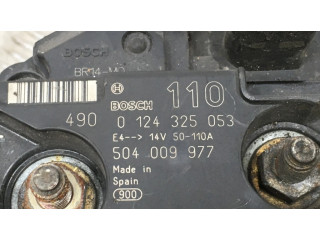 BOSCH
BR14-M2
BOSCH 110
490 0 124 325 053
E4--> 14V 50-110A
504 009 977
Made in
Spain
900